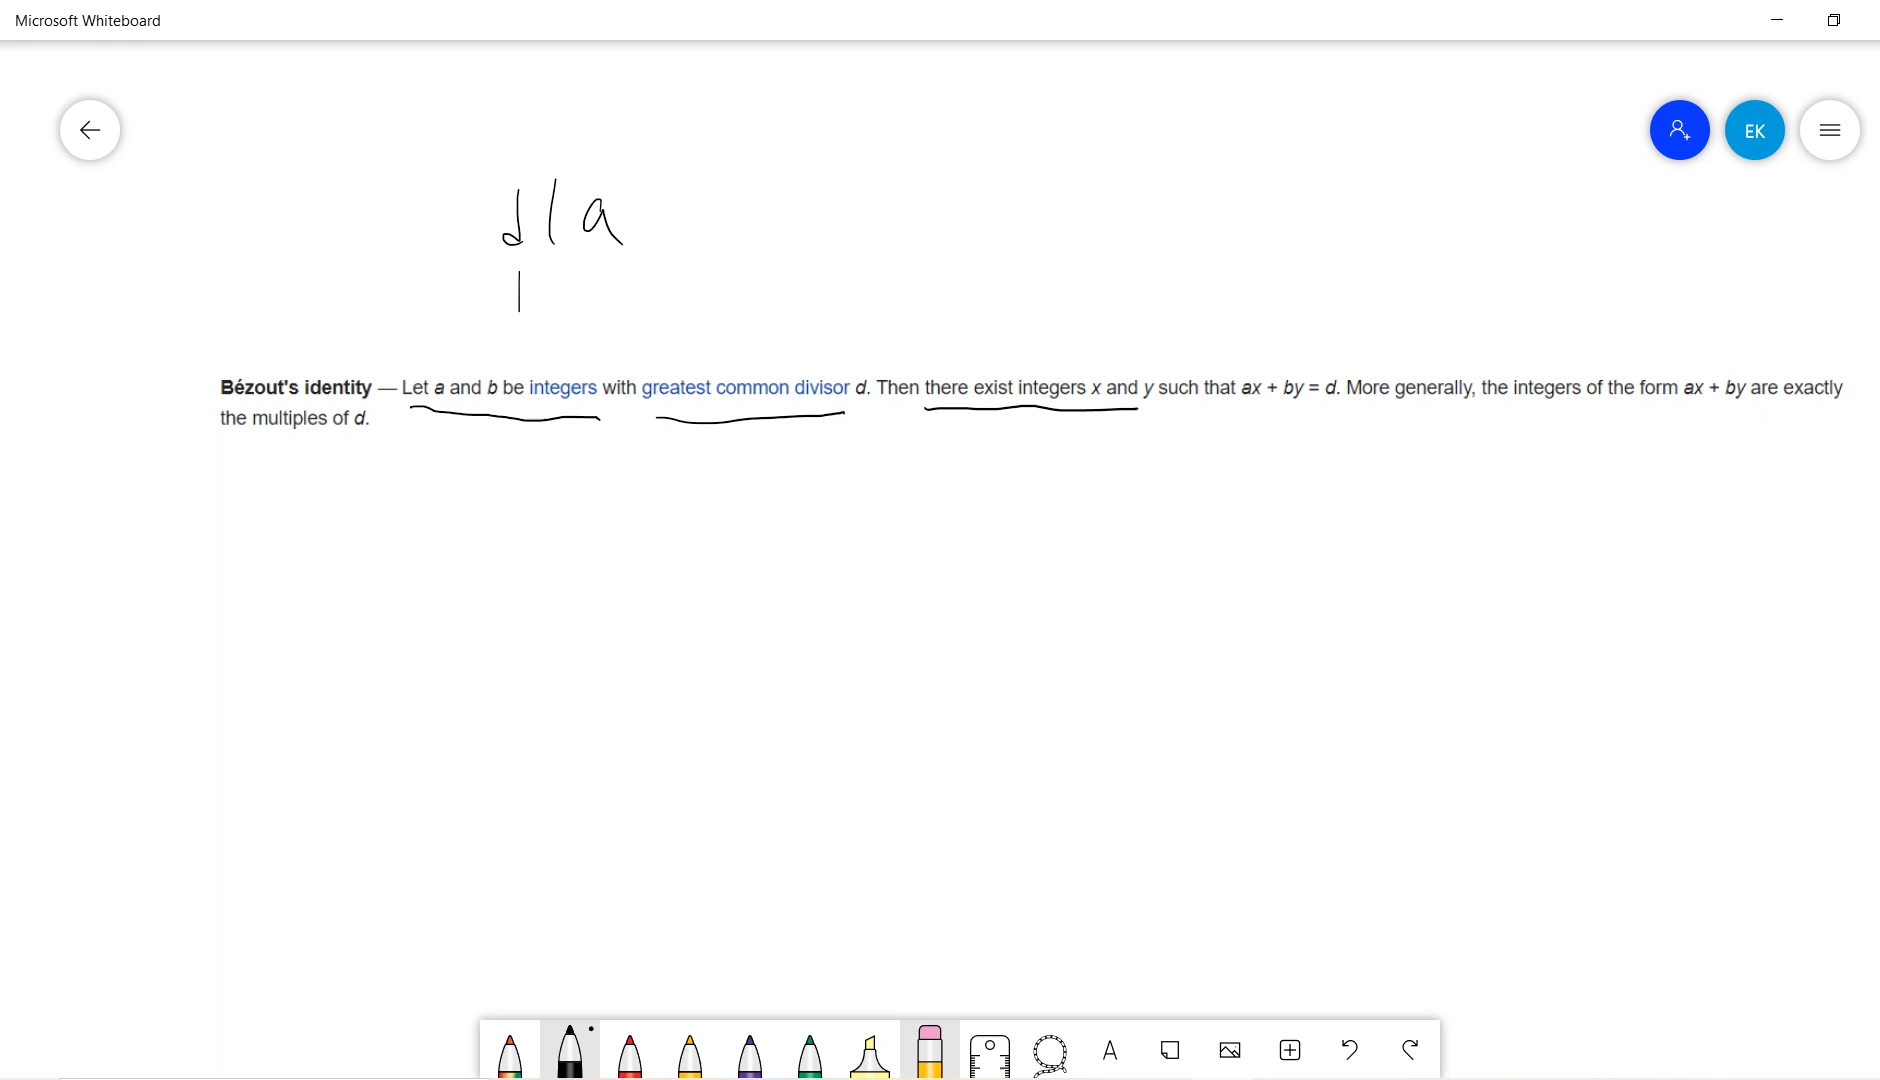 Microsoft Whiteboard
EK
d | a
|
Bézout's identity — Let a and b be integers with greatest common divisor d. Then there exist integers x and y such that ax + by = d. More generally, the integers of the form ax + by are exactly
the multiples of d.
A